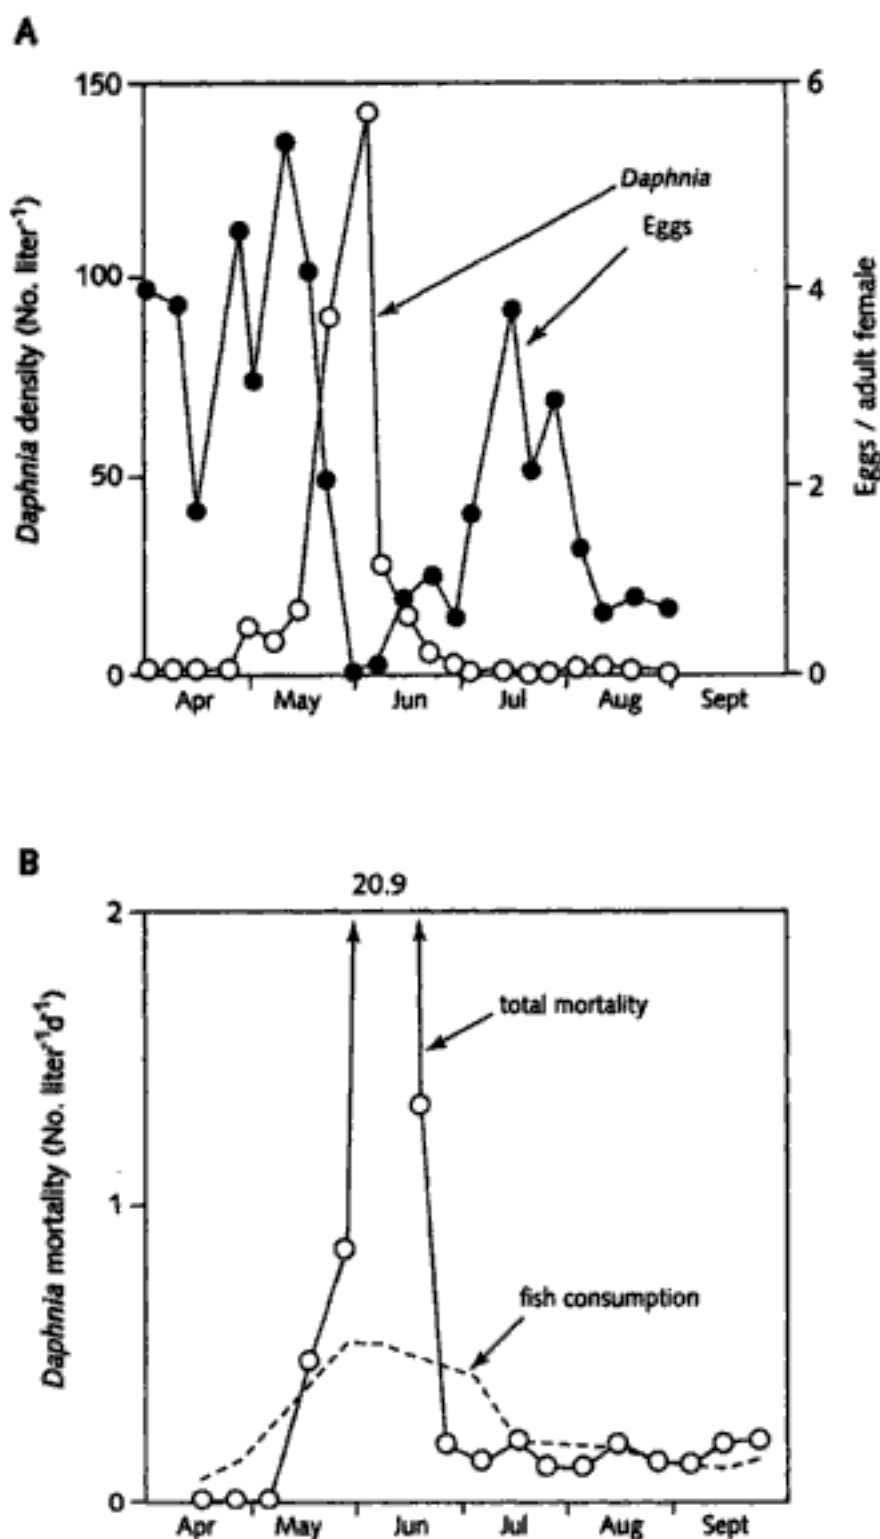 A
150
6
Daphnia
Eggs
100
4
50
2
0
0
Daphnia density (No. liter⁻¹)
Eggs / adult female
Apr May Jun Jul Aug Sept
B
20.9
2
total mortality
1
fish consumption
0
Daphnia mortality (No. liter⁻¹d⁻¹)
Apr May Jun Jul Aug Sept